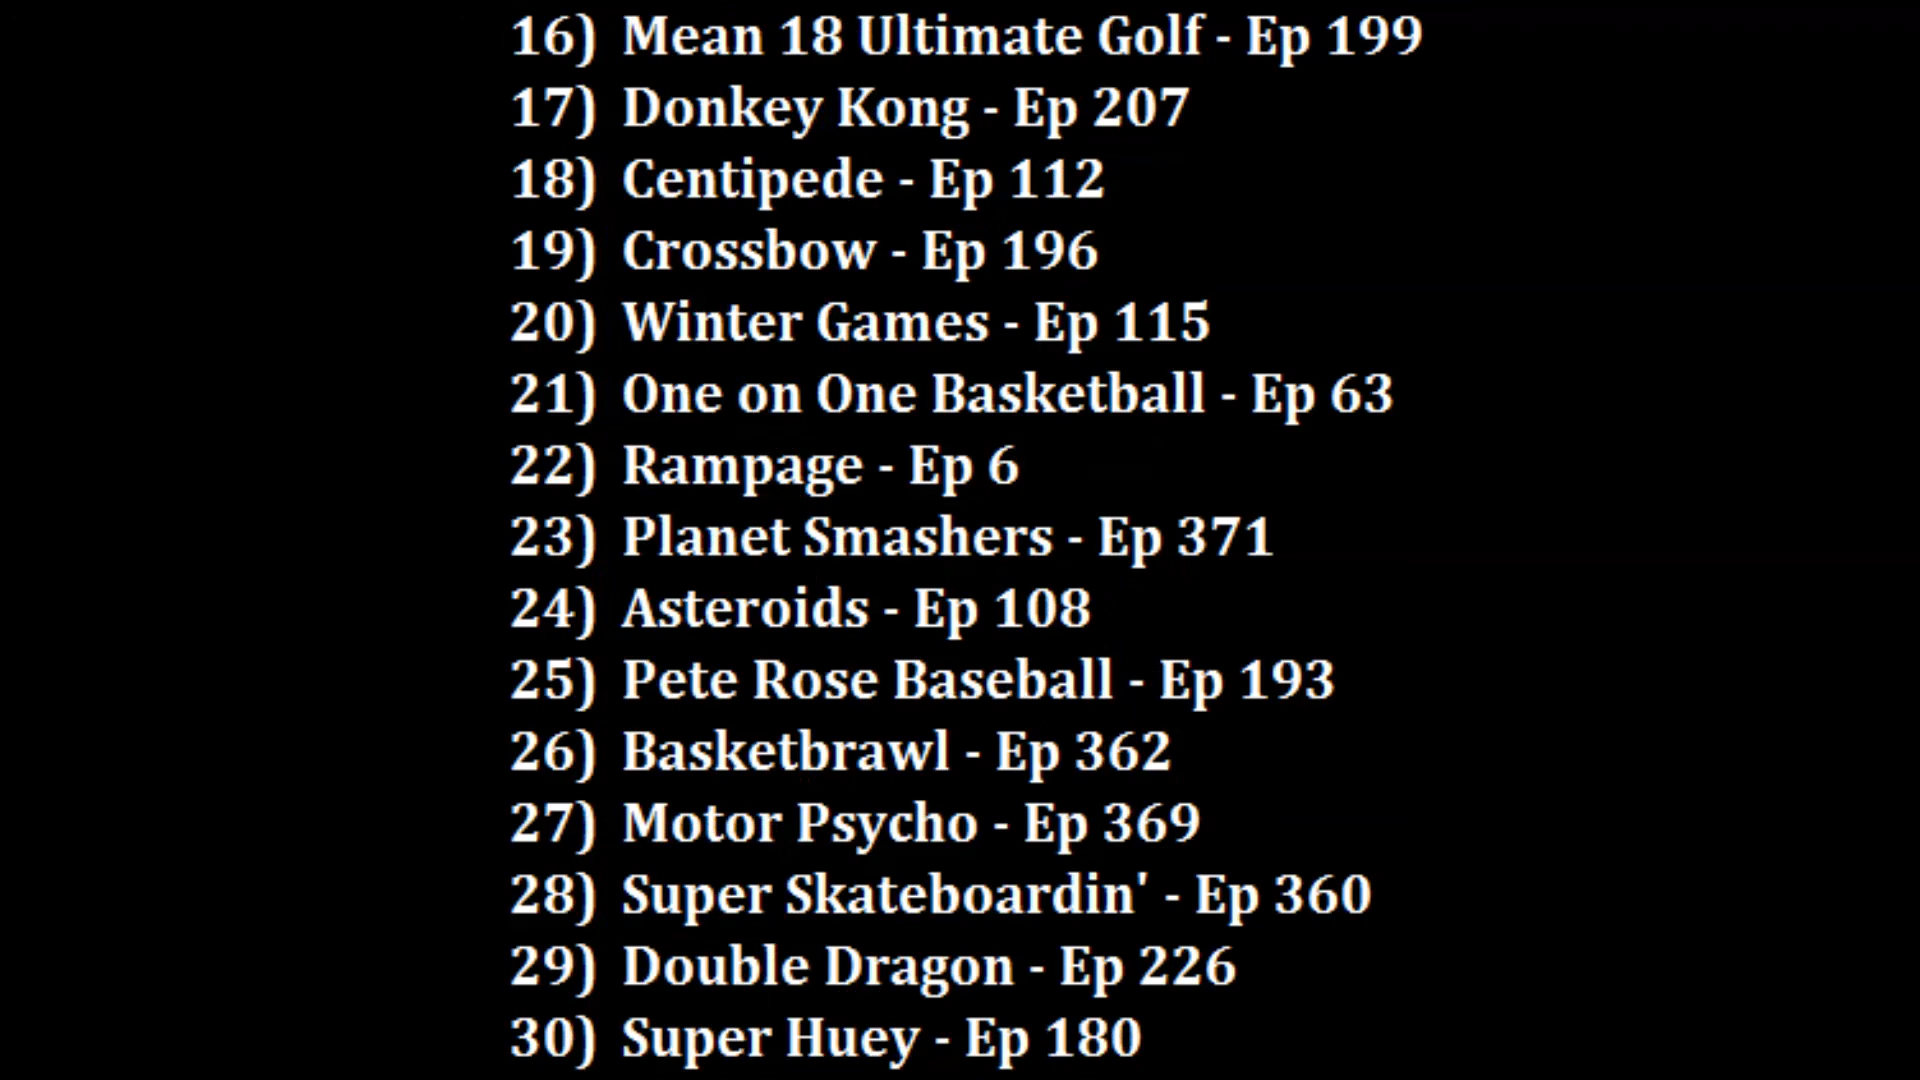 16) Mean 18 Ultimate Golf - Ep 199
17) Donkey Kong - Ep 207
18) Centipede - Ep 112
19) Crossbow - Ep 196
20) Winter Games - Ep 115
21) One on One Basketball - Ep 63
22) Rampage - Ep 6
23) Planet Smashers - Ep 371
24) Asteroids - Ep 108
25) Pete Rose Baseball - Ep 193
26) Basketbrawl - Ep 362
27) Motor Psycho - Ep 369
28) Super Skateboardin' - Ep 360
29) Double Dragon - Ep 226
30) Super Huey - Ep 180